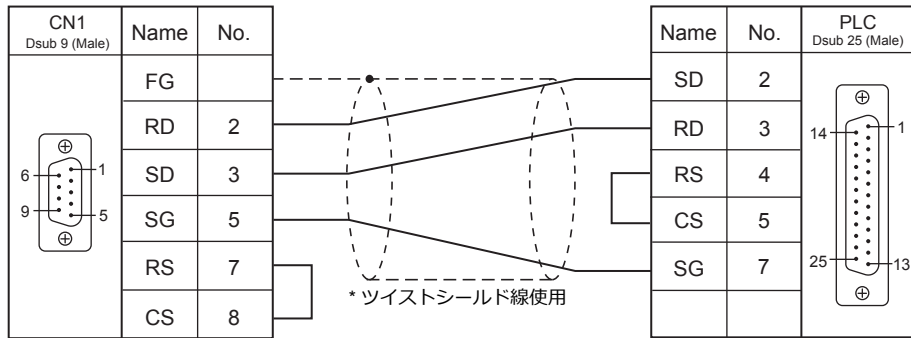 CN1
Dsub 9 (Male)
Name No.
FG
RD 2
SD 3
SG 5
RS 7
CS 8
1
6
9
5
* ツイストシールド線使用
Name No.
PLC
Dsub 25 (Male)
SD 2
RD 3
RS 4
CS 5
SG 7
14
1
25
13